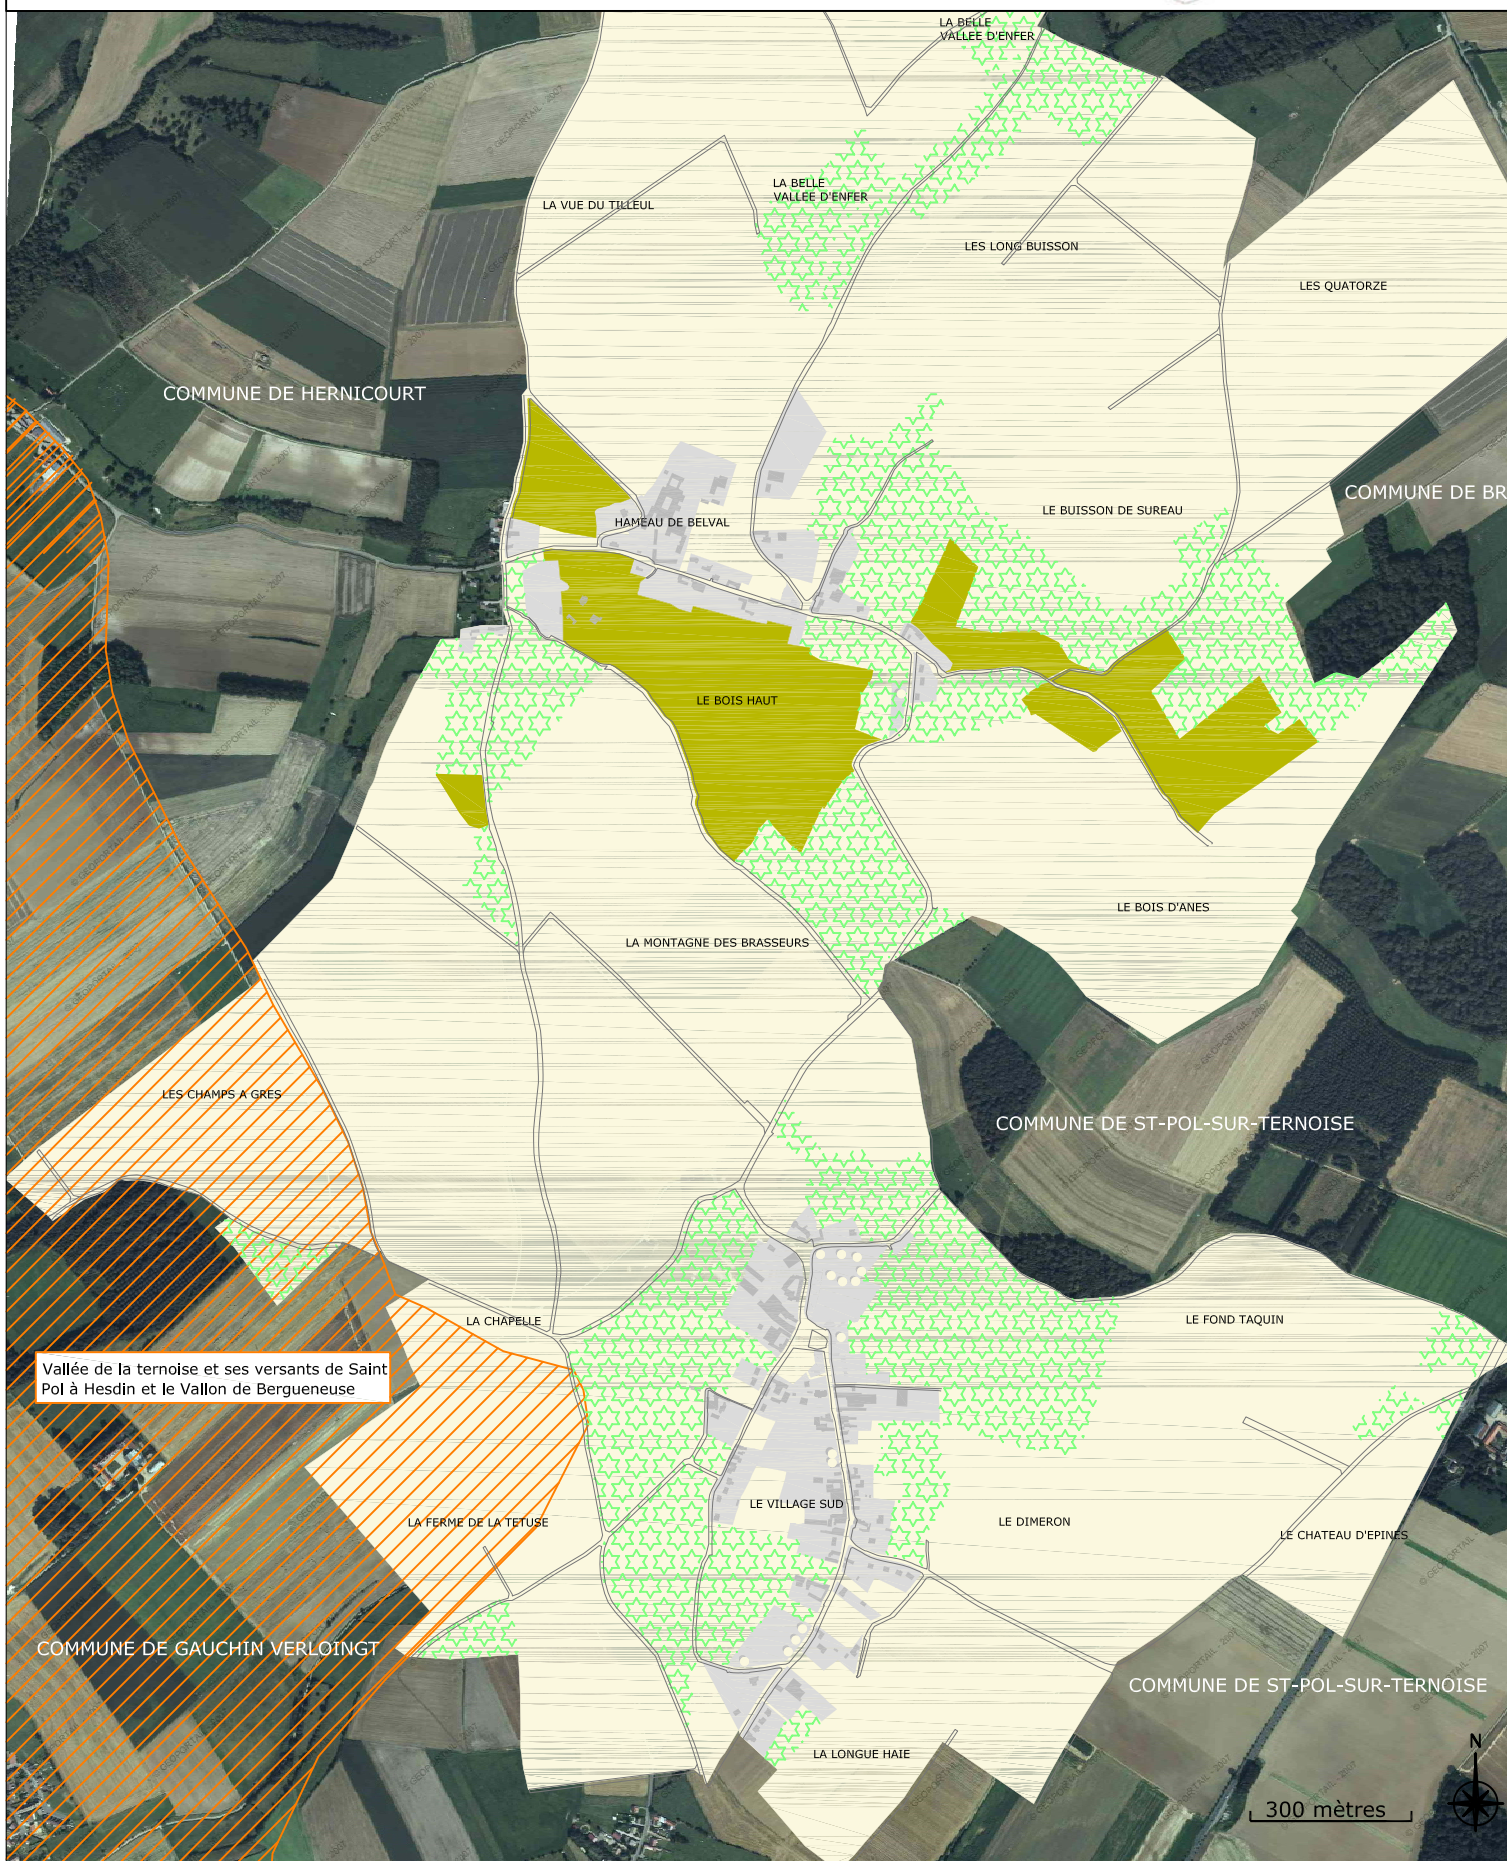 LA BELLE
VALLEE D'ENFER
LA BELLE
VALLEE D'ENFER
LA VUE DU TILLEUL
LES LONG BUISSON
LES QUATORZE
COMMUNE DE HERNICOURT
COMMUNE DE BR
LE BUISSON DE SUREAU
HAMEAU DE BELVAL
LE BOIS HAUT
LE BOIS D'ANES
LA MONTAGNE DES BRASSEURS
LES CHAMPS A GRES
COMMUNE DE ST-POL-SUR-TERNOISE
LA CHAPELLE
LE FOND TAQUIN
Vallée de la ternoise et ses versants de Saint
Pol à Hesdin et le Vallon de Bergueneuse
LE VILLAGE SUD
LA FERME DE LA TETUSE
LE DIMERON
LE CHATEAU D'EPINES
COMMUNE DE GAUCHIN VERLOINGT
COMMUNE DE ST-POL-SUR-TERNOISE
LA LONGUE HAIE
N
300 mètres